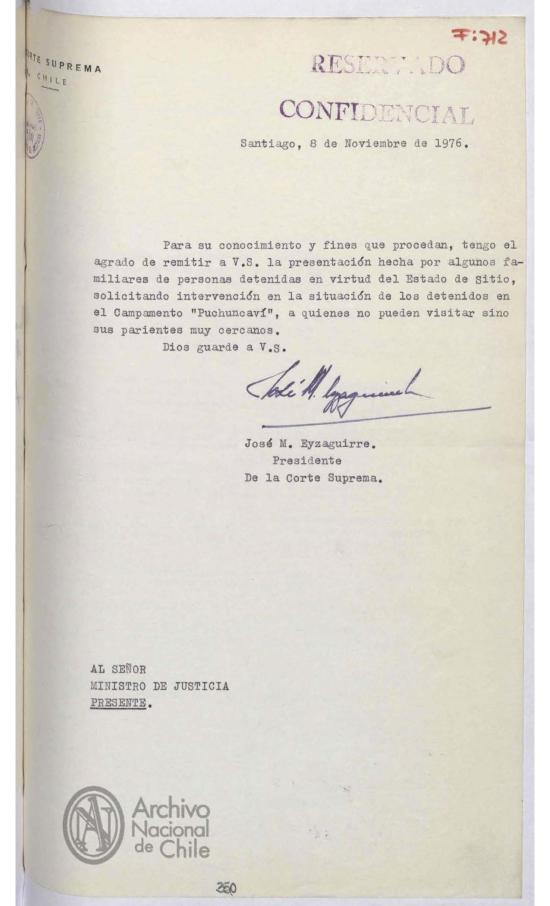 F: 712
CORTE SUPREMA
CHILE
RESERVADO
CONFIDENCIAL
Santiago, 8 de Noviembre de 1976.
Para su conocimiento y fines que procedan, tengo el
agrado de remitir a V.S. la presentación hecha por algunos fa-
miliares de personas detenidas en virtud del Estado de Sitio,
solicitando intervención en la situación de los detenidos en
el Campamento "Puchuncaví", a quienes no pueden visitar sino
sus parientes muy cercanos.
Dios guarde a V.S.
José M. Eyzaguirre
José M. Eyzaguirre.
Presidente
De la Corte Suprema.
AL SEÑOR
MINISTRO DE JUSTICIA
PRESENTE.
Archivo
Nacional
de Chile
260